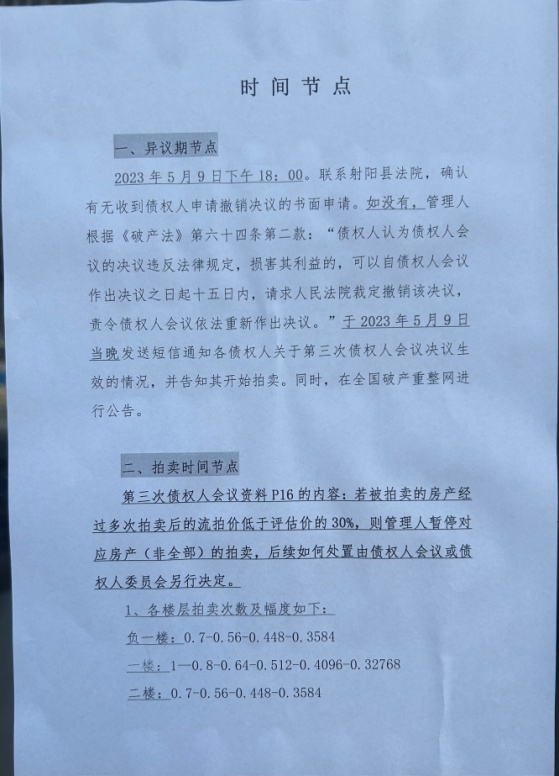 时间节点
一、异议期节点
2023年5月9日下午18：00。联系射阳县法院，确认
有无收到债权人申请撤销决议的书面申请。如没有，管理人
根据《破产法》第六十四条第二款：“债权人认为债权人会
议的决议违反法律规定，损害其利益的，可以自债权人会议
作出决议之日起十五日内，请求人民法院裁定撤销该决议，
责令债权人会议依法重新作出决议。”于2023年5月9日
当晚发送短信通知各债权人关于第三次债权人会议决议生
效的情况，并告知其开始拍卖。同时，在全国破产重整网进
行公告。
二、拍卖时间节点
第三次债权人会议资料P16的内容：若被拍卖的房产经
过多次拍卖后的流拍价低于评估价的30%，则管理人暂停对
应房产（非全部）的拍卖，后续如何处置由债权人会议或债
权人委员会另行决定。
1、各楼层拍卖次数及幅度如下：
负一楼：0.7-0.56-0.448-0.3584
一楼：1—0.8-0.64-0.512-0.4096-0.32768
二楼：0.7-0.56-0.448-0.3584